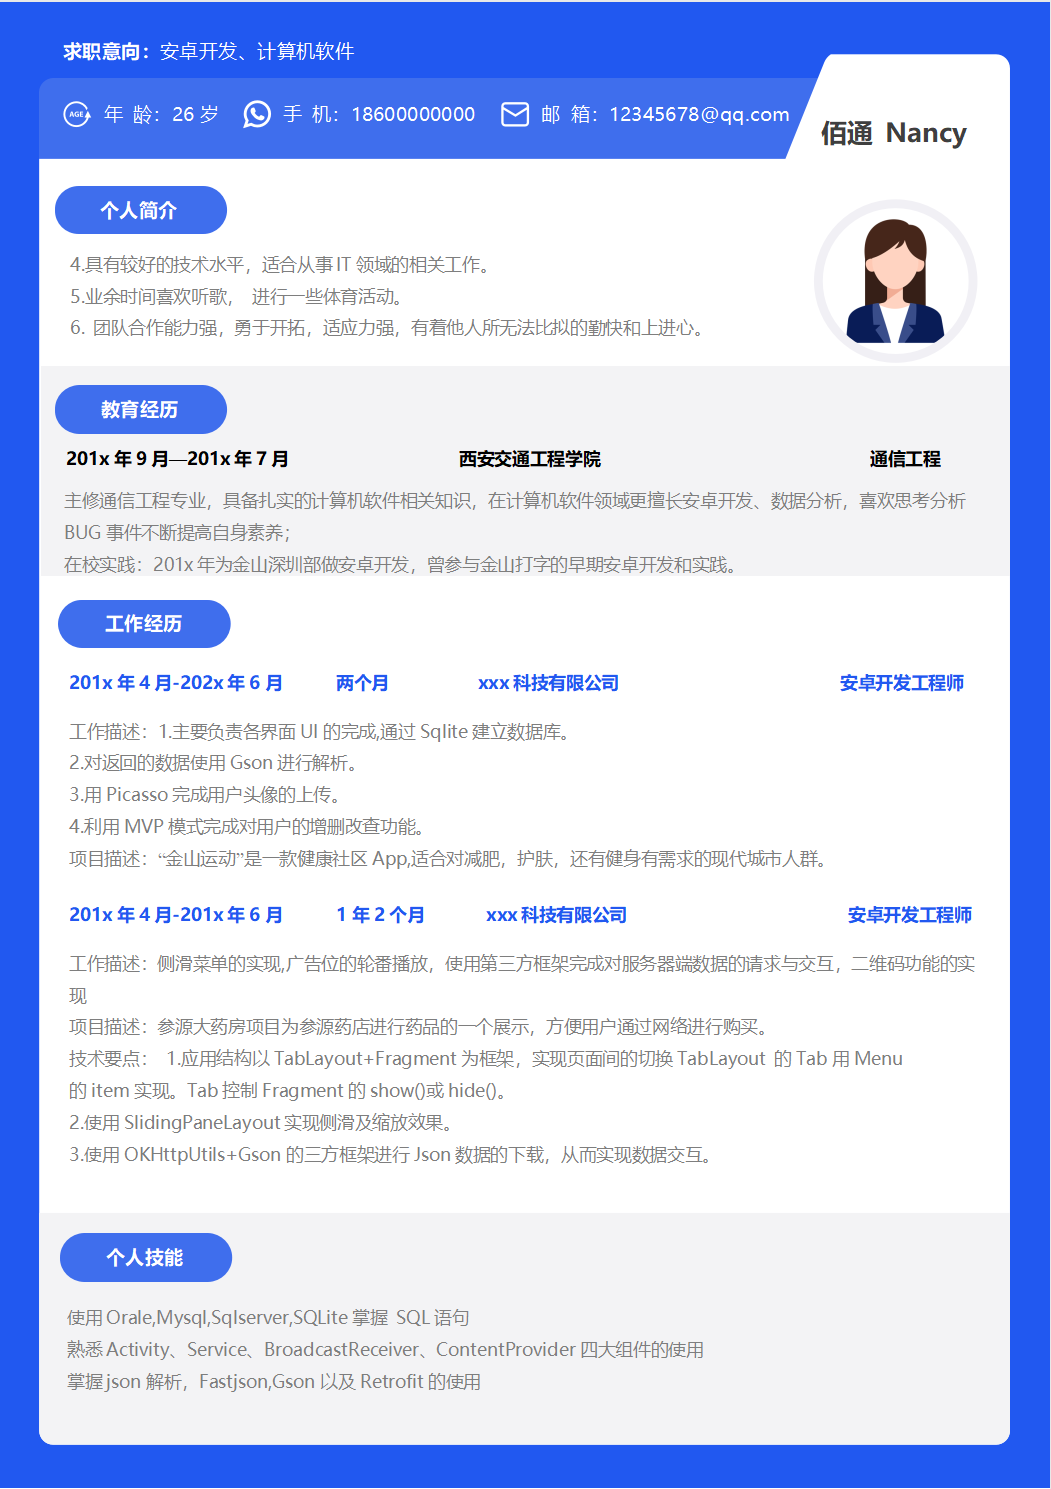 求职意向：安卓开发、计算机软件
AGE 年 龄：26 岁 手 机：18600000000 邮 箱：12345678@qq.com
佰通 Nancy
个人简介
4.具有较好的技术水平，适合从事 IT 领域的相关工作。
5.业余时间喜欢听歌， 进行一些体育活动。
6. 团队合作能力强，勇于开拓，适应力强，有着他人所无法比拟的勤快和上进心。
教育经历
201x 年 9 月—201x 年 7 月 西安交通工程学院 通信工程
主修通信工程专业，具备扎实的计算机软件相关知识，在计算机软件领域更擅长安卓开发、数据分析，喜欢思考分析
BUG 事件不断提高自身素养；
在校实践：201x 年为金山深圳部做安卓开发，曾参与金山打字的早期安卓开发和实践。
工作经历
201x 年 4 月-202x 年 6 月 两个月 xxx 科技有限公司 安卓开发工程师
工作描述：1.主要负责各界面 UI 的完成,通过 Sqlite 建立数据库。
2.对返回的数据使用 Gson 进行解析。
3.用 Picasso 完成用户头像的上传。
4.利用 MVP 模式完成对用户的增删改查功能。
项目描述：“金山运动”是一款健康社区 App,适合对减肥，护肤，还有健身有需求的现代城市人群。
201x 年 4 月-201x 年 6 月 1 年 2 个月 xxx 科技有限公司 安卓开发工程师
工作描述：侧滑菜单的实现,广告位的轮番播放，使用第三方框架完成对服务器端数据的请求与交互，二维码功能的实
现
项目描述：参源大药房项目为参源药店进行药品的一个展示，方便用户通过网络进行购买。
技术要点： 1.应用结构以 TabLayout+Fragment 为框架，实现页面间的切换 TabLayout 的 Tab 用 Menu
的 item 实现。Tab 控制 Fragment 的 show()或 hide()。
2.使用 SlidingPaneLayout 实现侧滑及缩放效果。
3.使用 OKHttpUtils+Gson 的三方框架进行 Json 数据的下载，从而实现数据交互。
个人技能
使用 Orale,Mysql,Sqlserver,SQLite 掌握 SQL 语句
熟悉 Activity、Service、BroadcastReceiver、ContentProvider 四大组件的使用
掌握 json 解析，Fastjson,Gson 以及 Retrofit 的使用